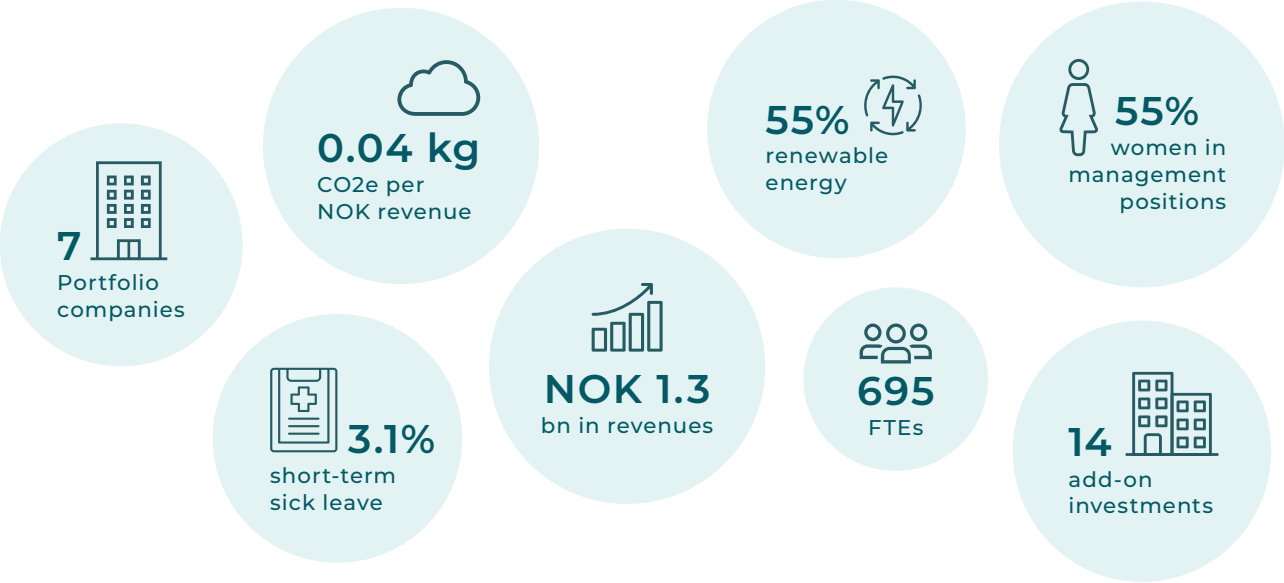 7
Portfolio
companies
0.04 kg
CO2e per
NOK revenue
3.1%
short-term
sick leave
NOK 1.3
bn in revenues
55%
renewable
energy
695
FTEs
55%
women in
management
positions
14
add-on
investments